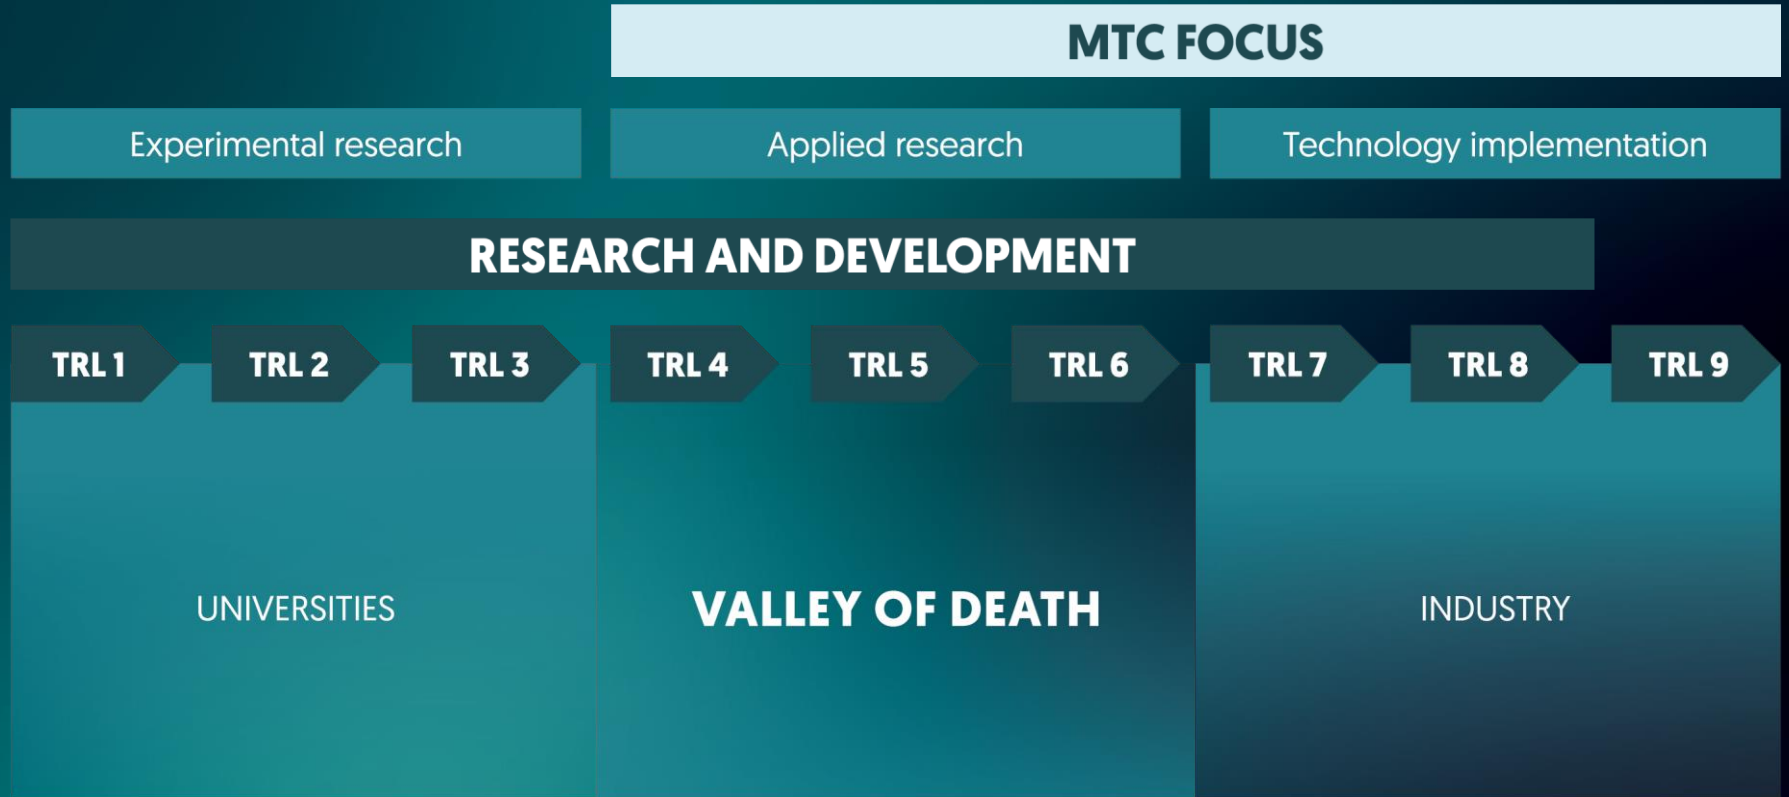 MTC FOCUS
Experimental research
Applied research
Technology implementation
RESEARCH AND DEVELOPMENT
TRL 1
TRL 2
TRL 3
TRL 4
TRL 5
TRL 6
TRL 7
TRL 8
TRL 9
UNIVERSITIES
VALLEY OF DEATH
INDUSTRY